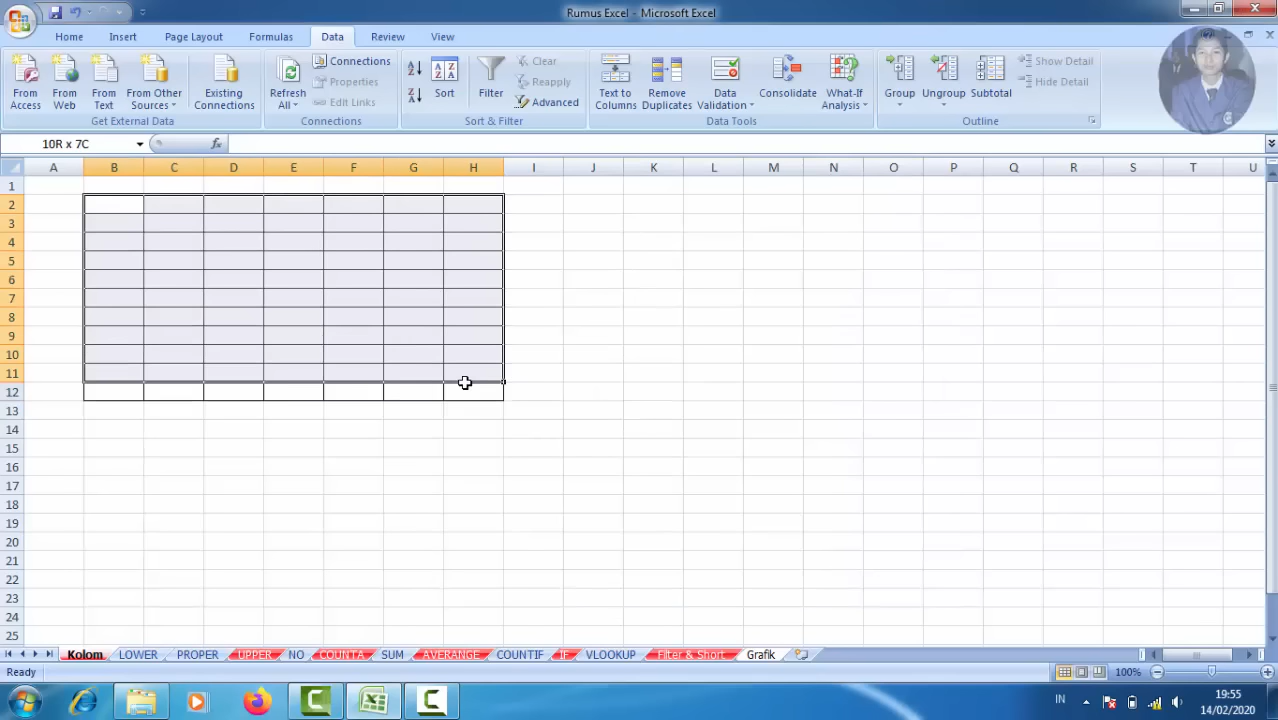 Rumus Excel - Microsoft Excel
Home Insert Page Layout Formulas Data Review View
From Access
From Web
From Text
From Other Sources
Existing Connections
Get External Data
Refresh All
Connections
Properties
Edit Links
Connections
Sort
Filter
Clear
Reapply
Advanced
Sort & Filter
Text to Columns
Remove Duplicates
Data Validation
Consolidate
What-If Analysis
Data Tools
Group
Ungroup
Subtotal
Show Detail
Hide Detail
Outline
10R x 7C
A B C D E F G H I J K L M N O P Q R S T U
1
2
3
4
5
6
7
8
9
10
11
12
13
14
15
16
17
18
19
20
21
22
23
24
25
Kolom LOWER PROPER UPPER NO COUNTA SUM AVERANGE COUNTIF IF VLOOKUP FIlter & Short Grafik
Ready 100%
IN 19:55
14/02/2020